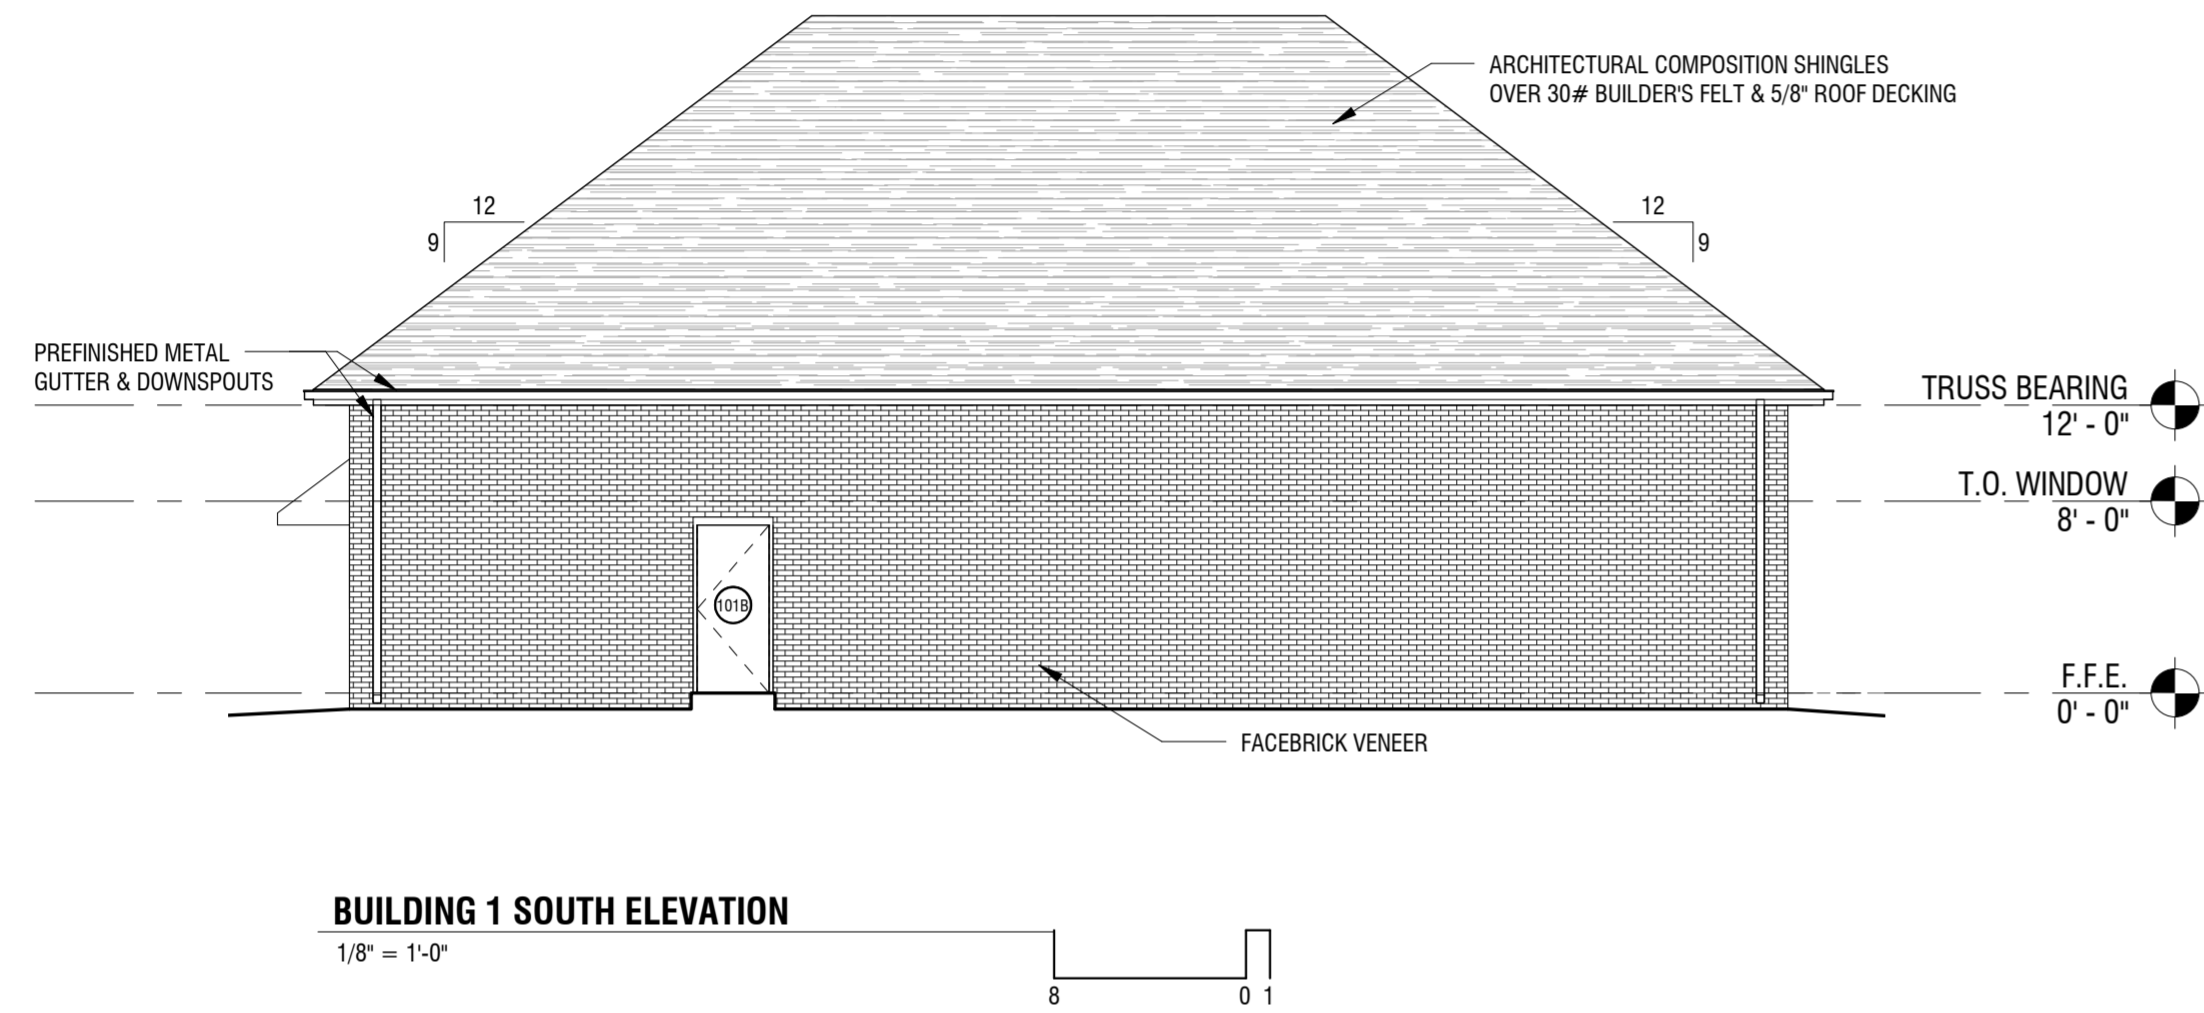 ARCHITECTURAL COMPOSITION SHINGLES
OVER 30# BUILDER'S FELT & 5/8" ROOF DECKING
12
9
12
9
PREFINISHED METAL
GUTTER & DOWNSPOUTS
TRUSS BEARING
12' - 0"
T.O. WINDOW
8' - 0"
101B
F.F.E.
0' - 0"
FACEBRICK VENEER
BUILDING 1 SOUTH ELEVATION
1/8" = 1'-0"
8 0 1